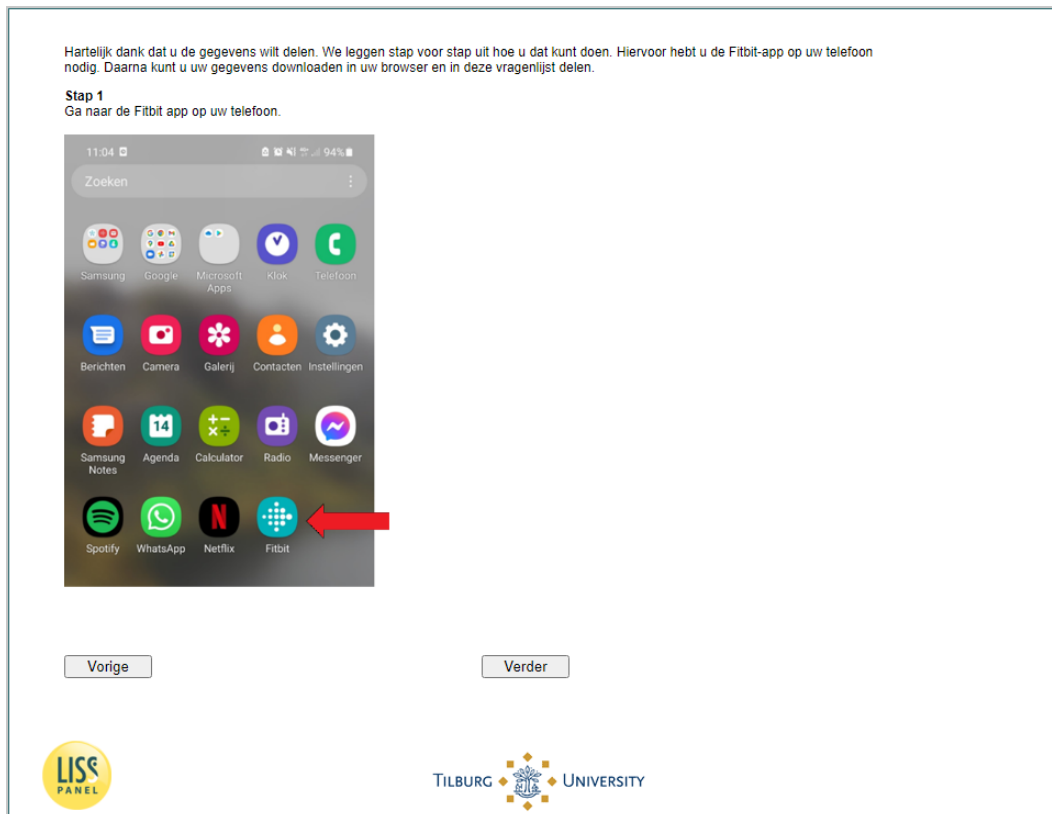 Hartelijk dank dat u de gegevens wilt delen. We leggen stap voor stap uit hoe u dat kunt doen. Hiervoor hebt u de Fitbit-app op uw telefoon
nodig. Daarna kunt u uw gegevens downloaden in uw browser en in deze vragenlijst delen.
Stap 1
Ga naar de Fitbit app op uw telefoon.
11:04 94%
Zoeken
Samsung Google Microsoft Apps Klok Telefoon
Berichten Camera Galerij Contacten Instellingen
14
Samsung Notes Agenda Calculator Radio Messenger
Spotify WhatsApp Netflix Fitbit
Vorige Verder
LISS
PANEL
TILBURG UNIVERSITY